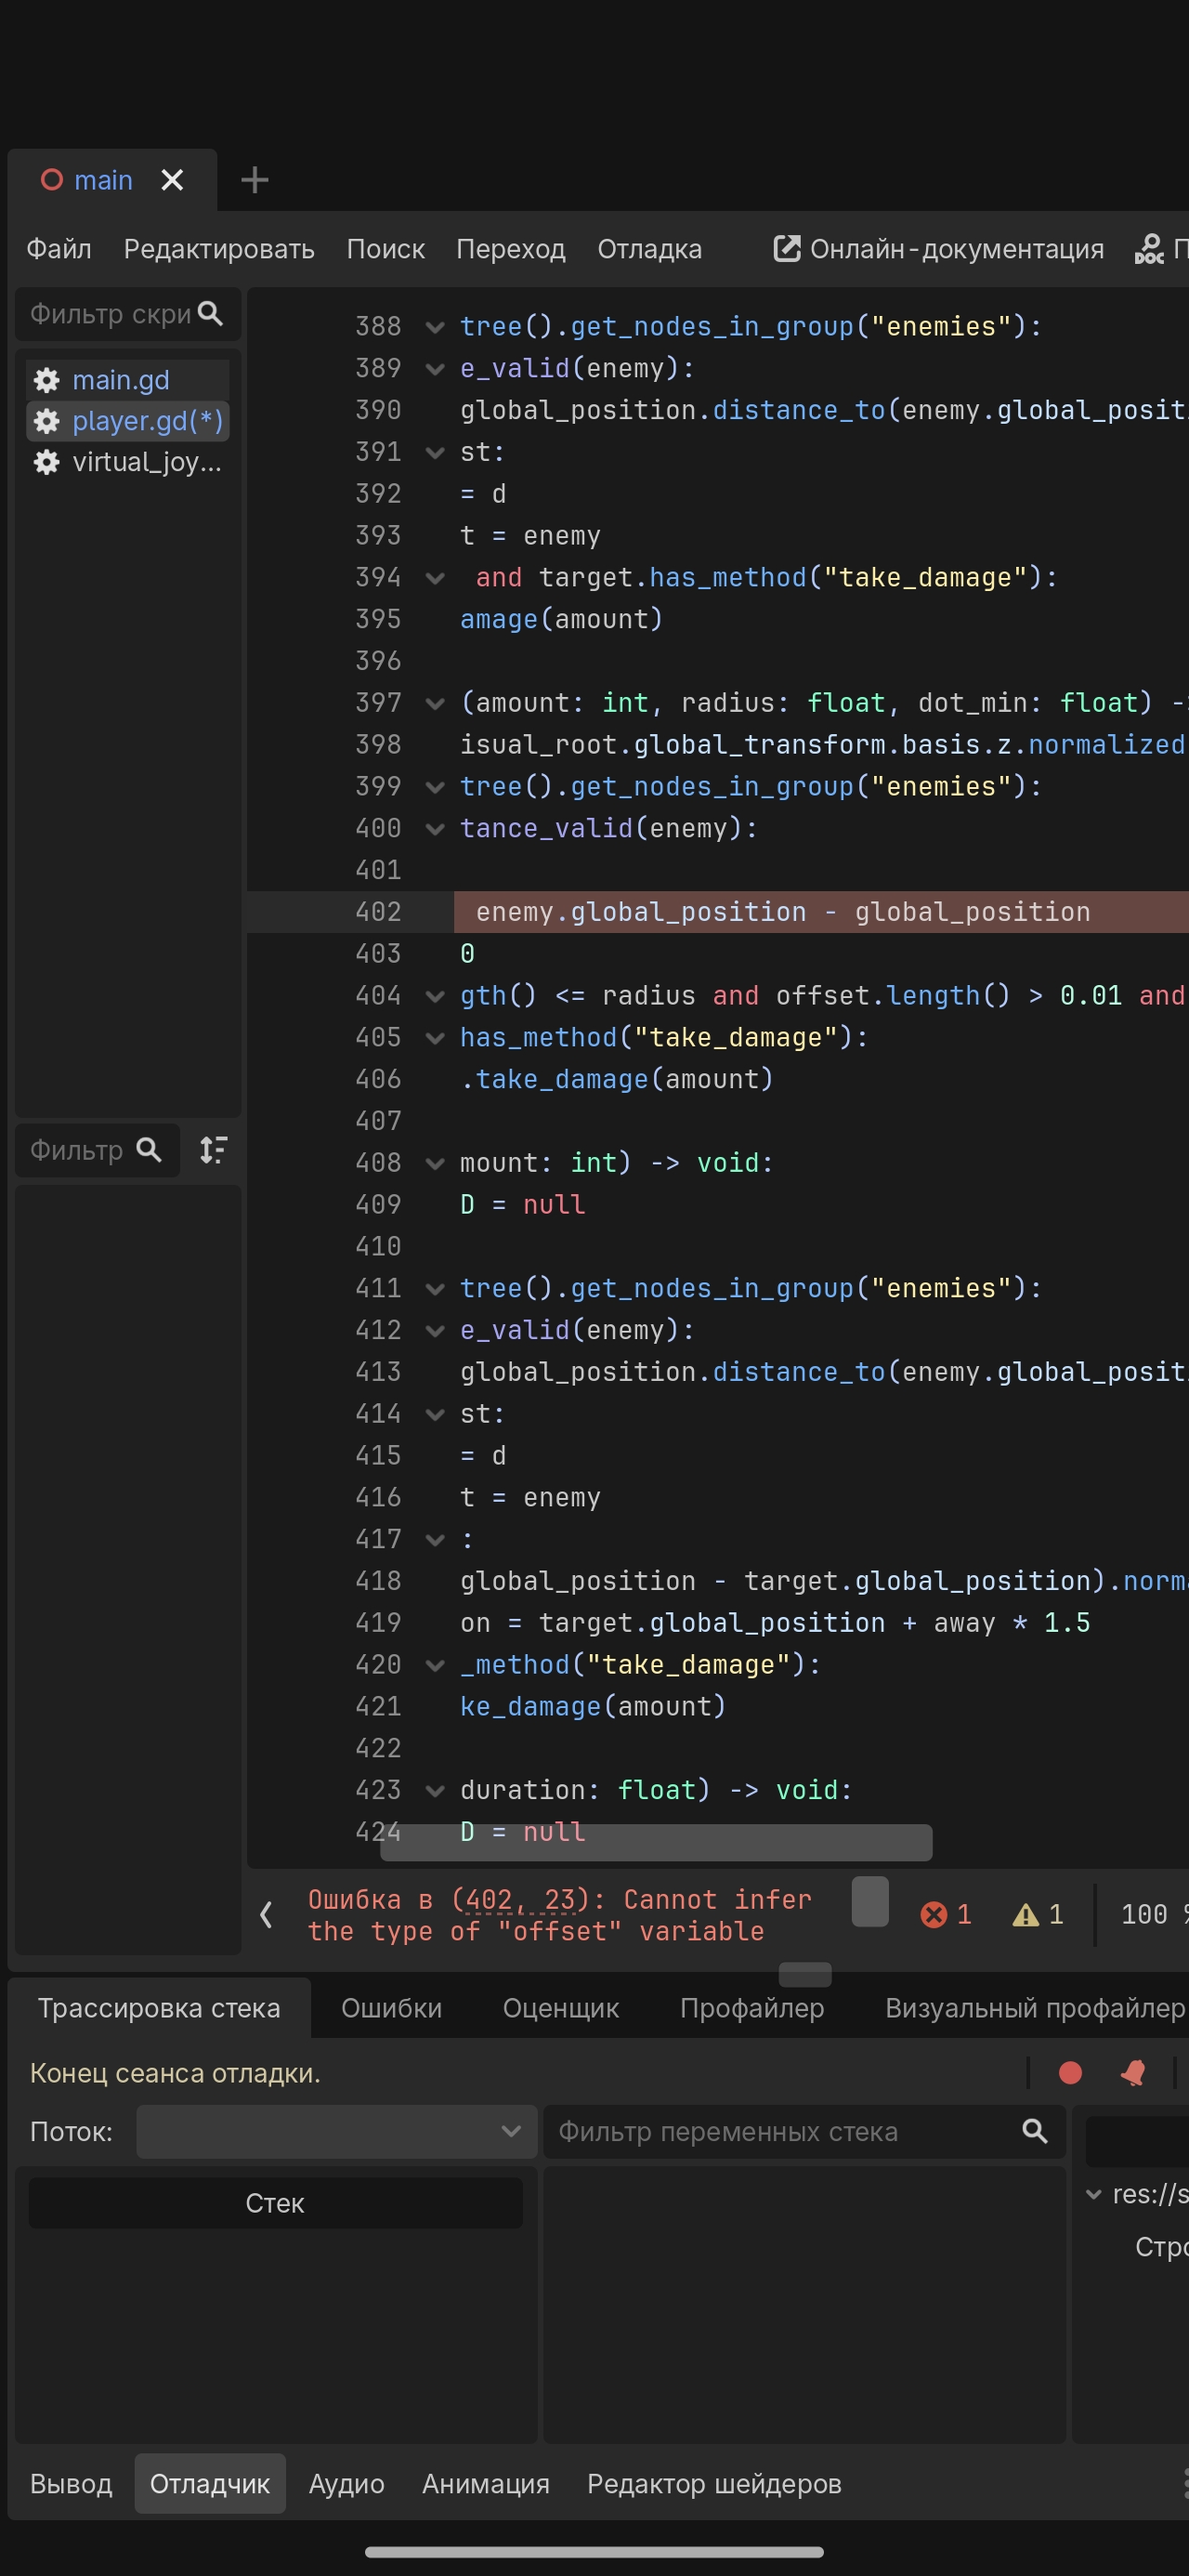 main
Файл Редактировать Поиск Переход Отладка Онлайн-документация
Фильтр скри
main.gd
player.gd(*)
virtual_joy...
388 tree().get_nodes_in_group("enemies"):
389 e_valid(enemy):
390 global_position.distance_to(enemy.global_posit
391 st:
392 = d
393 t = enemy
394 and target.has_method("take_damage"):
395 amage(amount)
396
397 (amount: int, radius: float, dot_min: float) -
398 isual_root.global_transform.basis.z.normalized
399 tree().get_nodes_in_group("enemies"):
400 tance_valid(enemy):
401
402 enemy.global_position - global_position
403 0
404 gth() <= radius and offset.length() > 0.01 and
405 has_method("take_damage"):
406 .take_damage(amount)
407
408 mount: int) -> void:
409 D = null
410
411 tree().get_nodes_in_group("enemies"):
412 e_valid(enemy):
413 global_position.distance_to(enemy.global_posit
414 st:
415 = d
416 t = enemy
417 :
418 global_position - target.global_position).norm
419 on = target.global_position + away * 1.5
420 _method("take_damage"):
421 ke_damage(amount)
422
423 duration: float) -> void:
424 D = null
Фильтр
Ошибка в (402, 23): Cannot infer
the type of "offset" variable
1 1 100 %
Трассировка стека Ошибки Оценщик Профайлер Визуальный профайлер
Конец сеанса отладки.
Поток: Фильтр переменных стека
Стек
res://s
Стро
Вывод Отладчик Аудио Анимация Редактор шейдеров